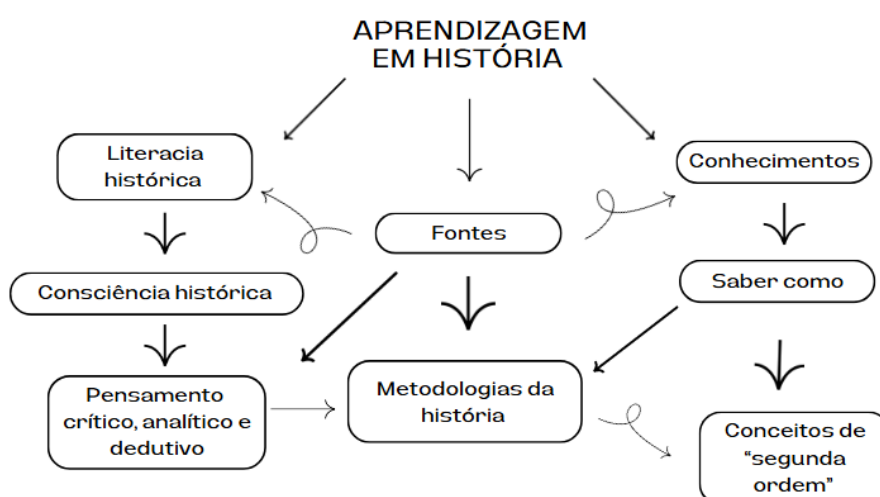 APRENDIZAGEM
EM HISTÓRIA
Literacia
histórica
Conhecimentos
Fontes
Consciência histórica
Saber como
Pensamento
crítico, analítico e
dedutivo
Metodologias da
história
Conceitos de
“segunda
ordem”